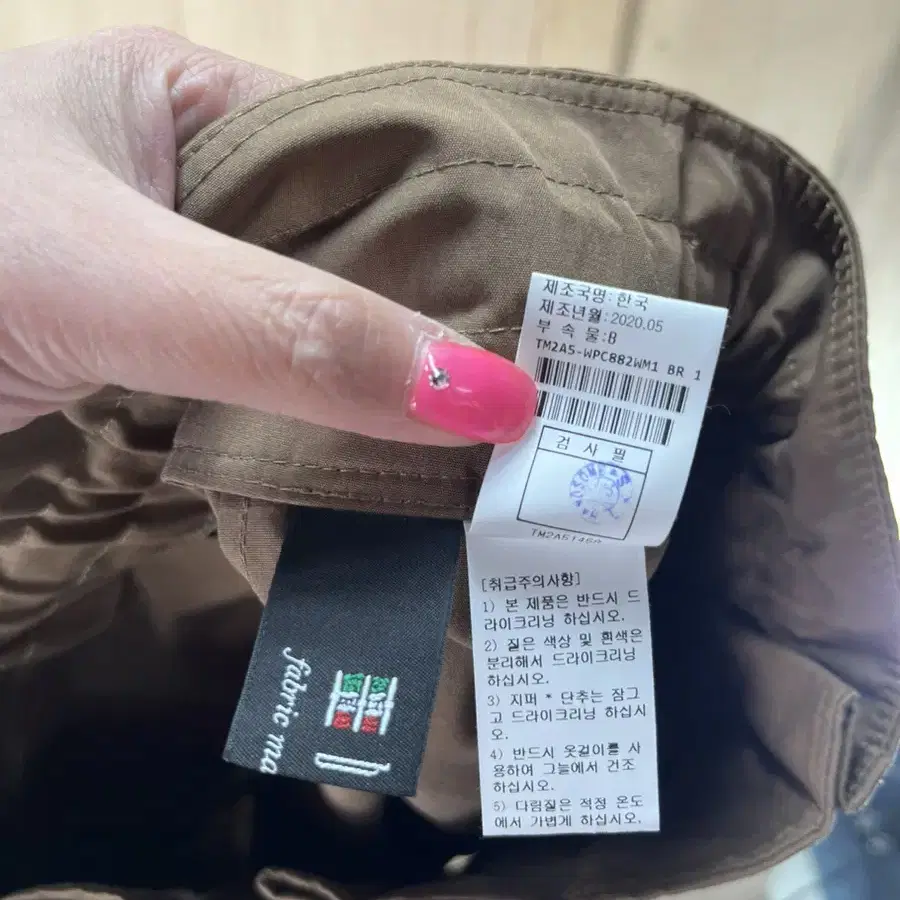 제조국명:한국
제조년월:2020.05
부 속 물:B
TM2A5-WPC882WM1 BR 1
검 사 필
[취급주의사항]
1) 본 제품은 반드시 드
라이크리닝 하십시오.
2) 짙은 색상 및 흰색은
분리해서 드라이크리닝
하십시오.
3) 지퍼 * 단추는 잠그
고 드라이크리닝 하십시
오.
4) 반드시 옷걸이를 사
용하여 그늘에서 건조
하십시오.
5) 다림질은 적정 온도
에서 가볍게 하십시오.
fabric ma